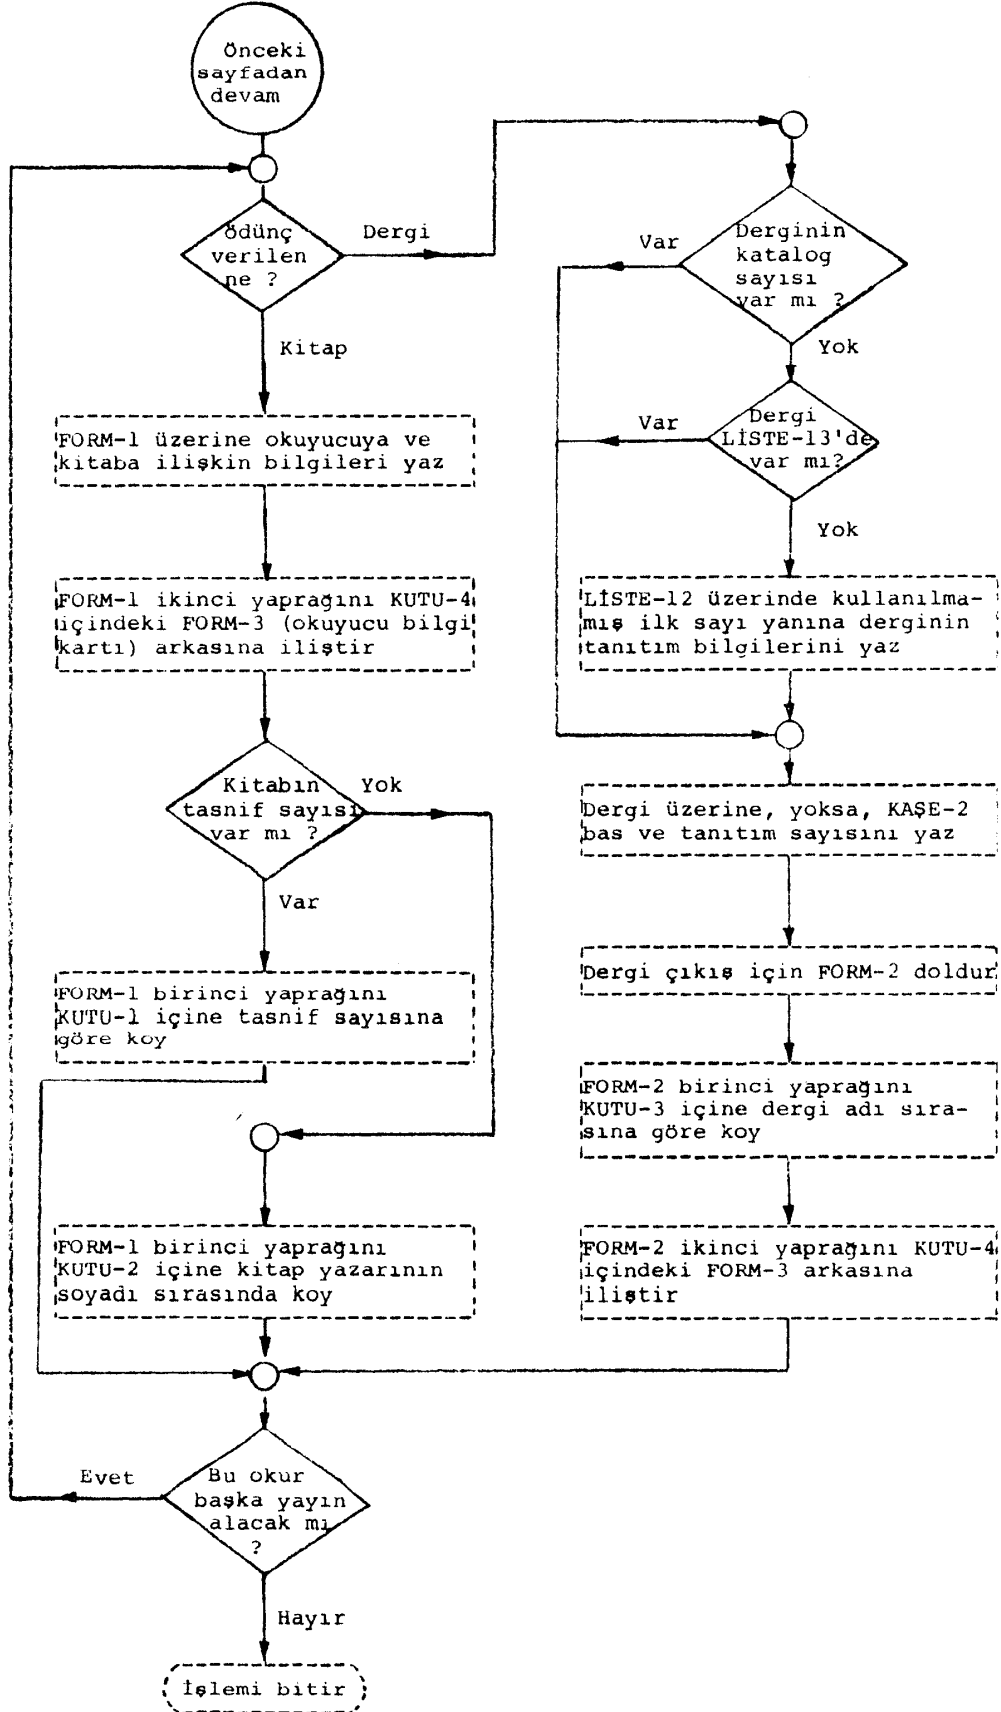 Önceki
sayfadan
devam
Ödünç
verilen
ne ?
Dergi
Kitap
FORM-1 üzerine okuyucuya ve
kitaba ilişkin bilgileri yaz
FORM-1 ikinci yaprağını KUTU-4
içindeki FORM-3 (okuyucu bilgi
kartı) arkasına iliştir
Kitabın
tasnif sayısı
var mı ?
Yok
Var
FORM-1 birinci yaprağını
KUTU-1 içine tasnif sayısına
göre koy
FORM-1 birinci yaprağını
KUTU-2 içine kitap yazarının
soyadı sırasında koy
Derginin
katalog
sayısı
var mı ?
Var
Yok
Dergi
LİSTE-13'de
var mı?
Var
Yok
LİSTE-12 üzerinde kullanılma-
mış ilk sayı yanına derginin
tanıtım bilgilerini yaz
Dergi üzerine, yoksa, KAŞE-2
bas ve tanıtım sayısını yaz
Dergi çıkış için FORM-2 doldur
FORM-2 birinci yaprağını
KUTU-3 içine dergi adı sıra-
sına göre koy
FORM-2 ikinci yaprağını KUTU-4
içindeki FORM-3 arkasına
iliştir
Bu okur
başka yayın
alacak mı
?
Evet
Hayır
İşlemi bitir